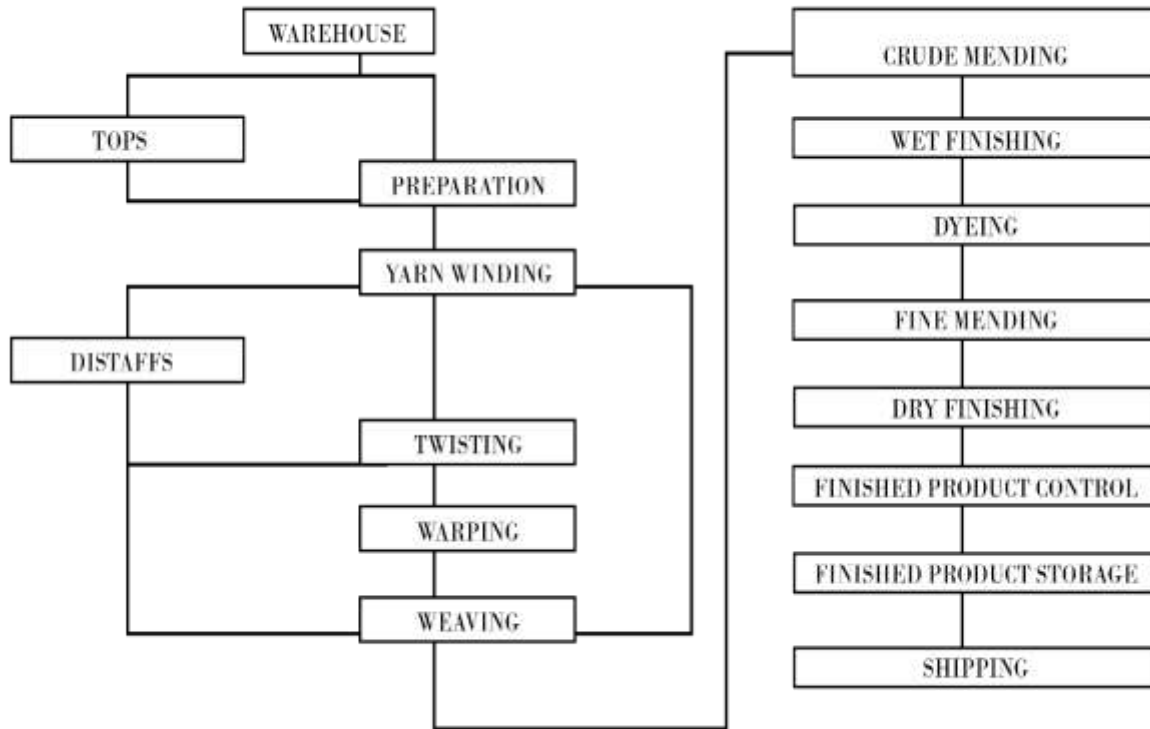 WAREHOUSE
TOPS
PREPARATION
YARN WINDING
DISTAFFS
TWISTING
WARPING
WEAVING
CRUDE MENDING
WET FINISHING
DYEING
FINE MENDING
DRY FINISHING
FINISHED PRODUCT CONTROL
FINISHED PRODUCT STORAGE
SHIPPING